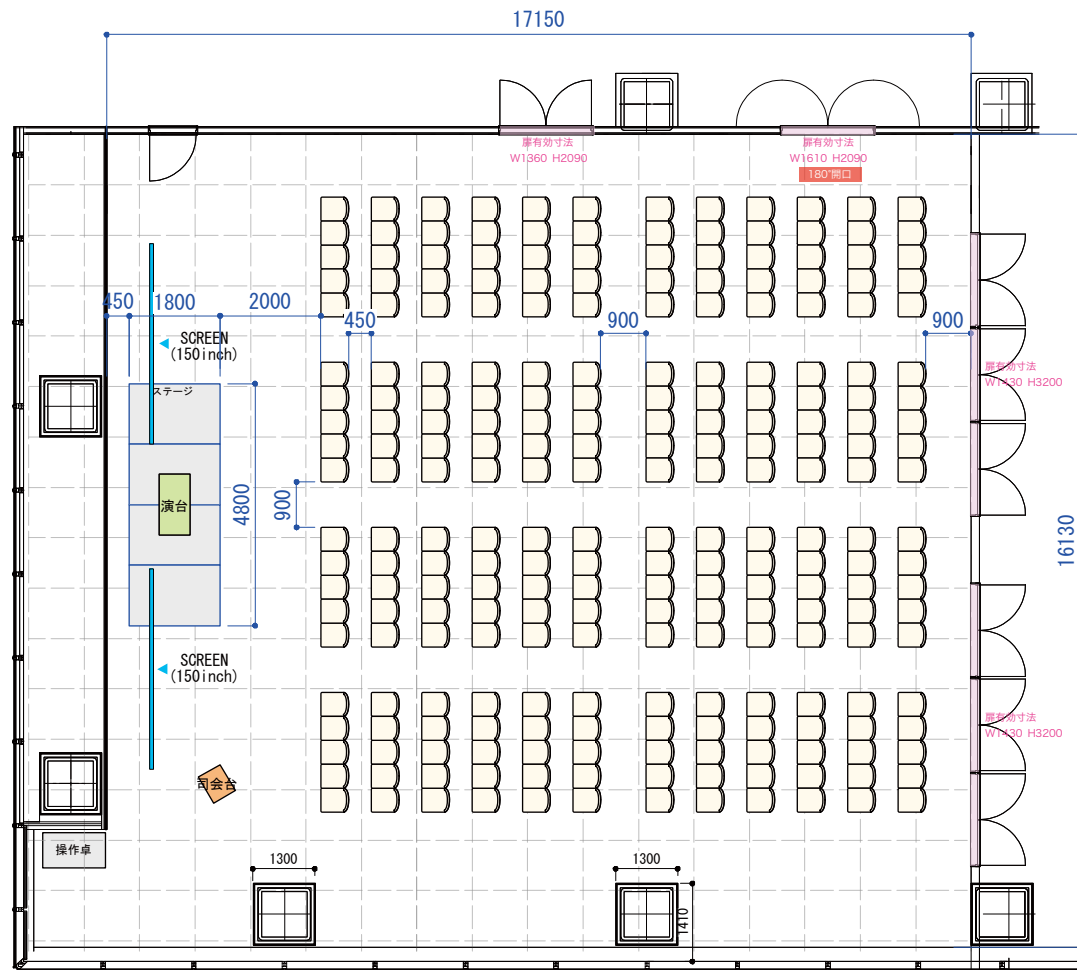 17150
扉有効寸法
W1360 H2090
扉有効寸法
W1610 H2090
180°開口
450
1800
2000
450
900
900
SCREEN
(150inch)
扉有効寸法
W1430 H3200
ステージ
演台
4800
900
16130
SCREEN
(150inch)
扉有効寸法
W1430 H3200
司会台
操作卓
1300
1300
1410